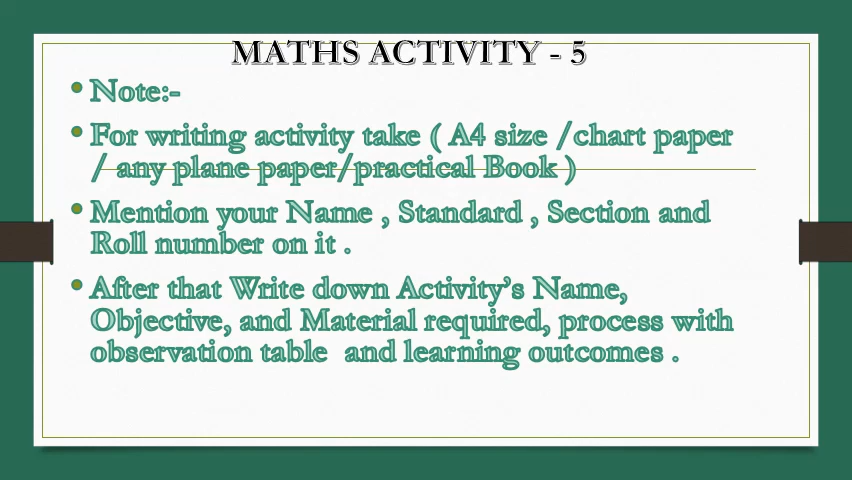 MATHS ACTIVITY - 5
• Note:-
• For writing activity take ( A4 size /chart paper
/ any plane paper/practical Book )
• Mention your Name , Standard , Section and
Roll number on it .
• After that Write down Activity’s Name,
Objective, and Material required, process with
observation table and learning outcomes .